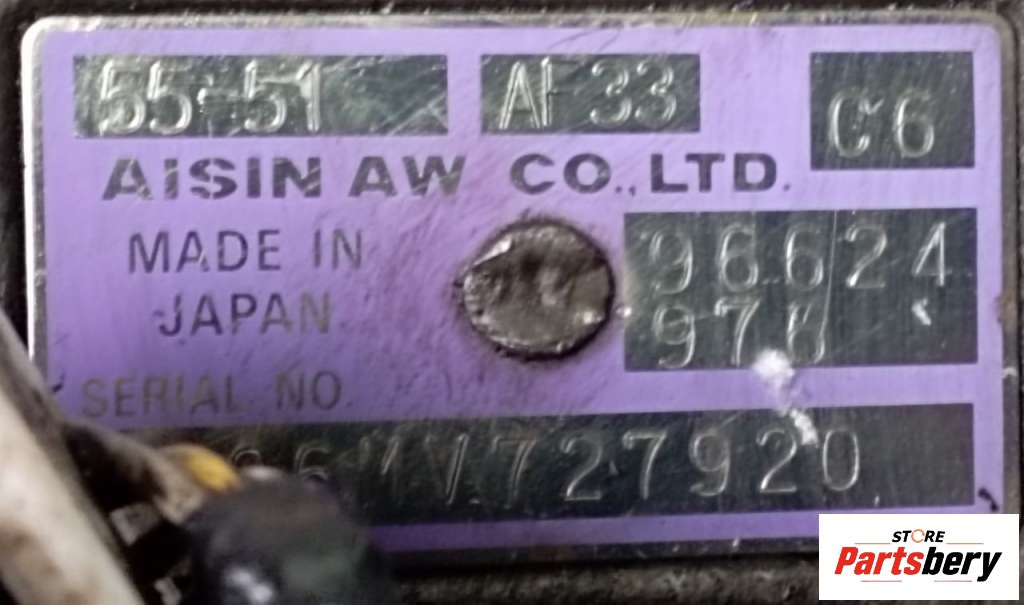 55-51 AF33 C6
AISIN AW CO., LTD.
MADE IN
JAPAN
96624
SERIAL NO.
727920
STORE
Partsbery